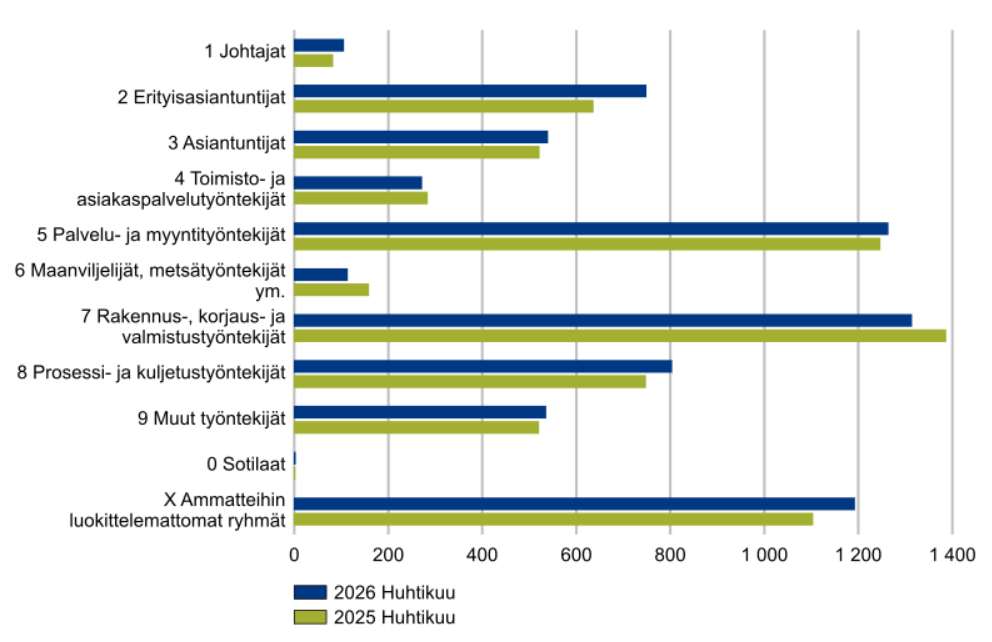 1 Johtajat
2 Erityisasiantuntijat
3 Asiantuntijat
4 Toimisto- ja
asiakaspalvelutyöntekijät
5 Palvelu- ja myyntityöntekijät
6 Maanviljelijät, metsätyöntekijät
ym.
7 Rakennus-, korjaus- ja
valmistustyöntekijät
8 Prosessi- ja kuljetustyöntekijät
9 Muut työntekijät
0 Sotilaat
X Ammatteihin
luokittelemattomat ryhmät
0 200 400 600 800 1 000 1 200 1 400
2026 Huhtikuu
2025 Huhtikuu